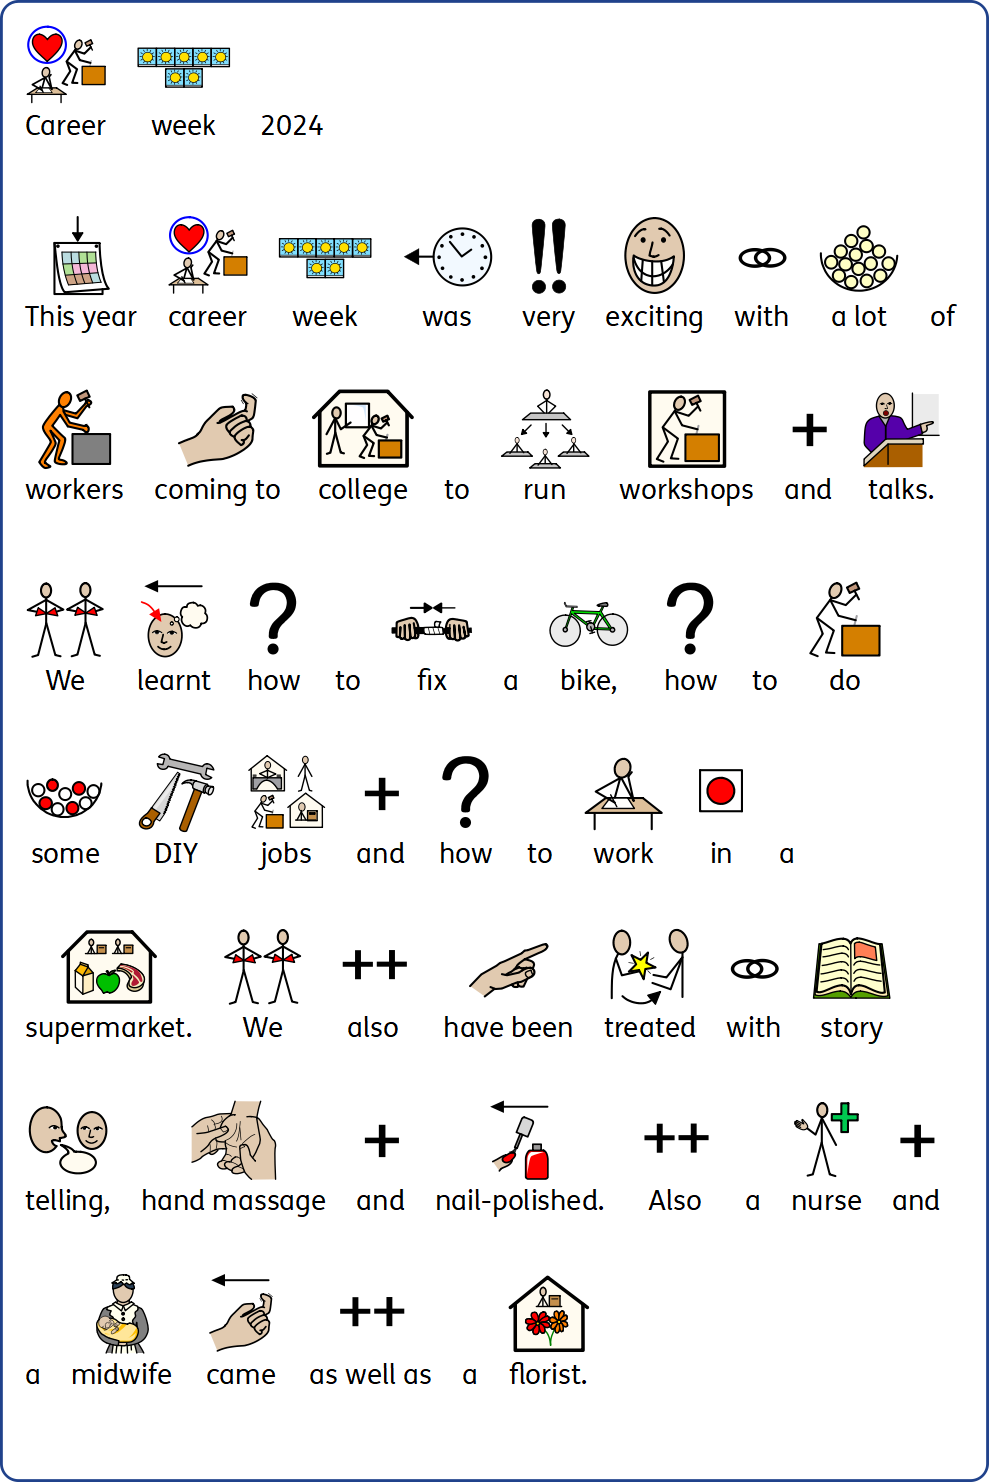 Career week 2024
This year career week was very exciting with a lot of
workers coming to college to run workshops and talks.
We learnt how to fix a bike, how to do
some DIY jobs and how to work in a
supermarket. We also have been treated with story
telling, hand massage and nail-polished. Also a nurse and
a midwife came as well as a florist.